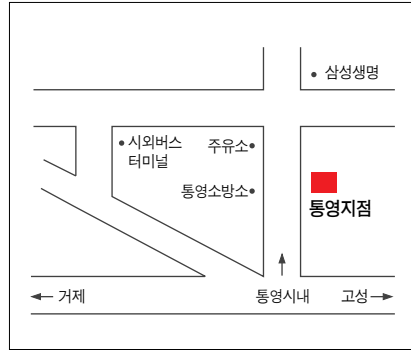 삼성생명
시외버스
터미널
주유소
통영소방소
통영지점
거제
통영시내
고성